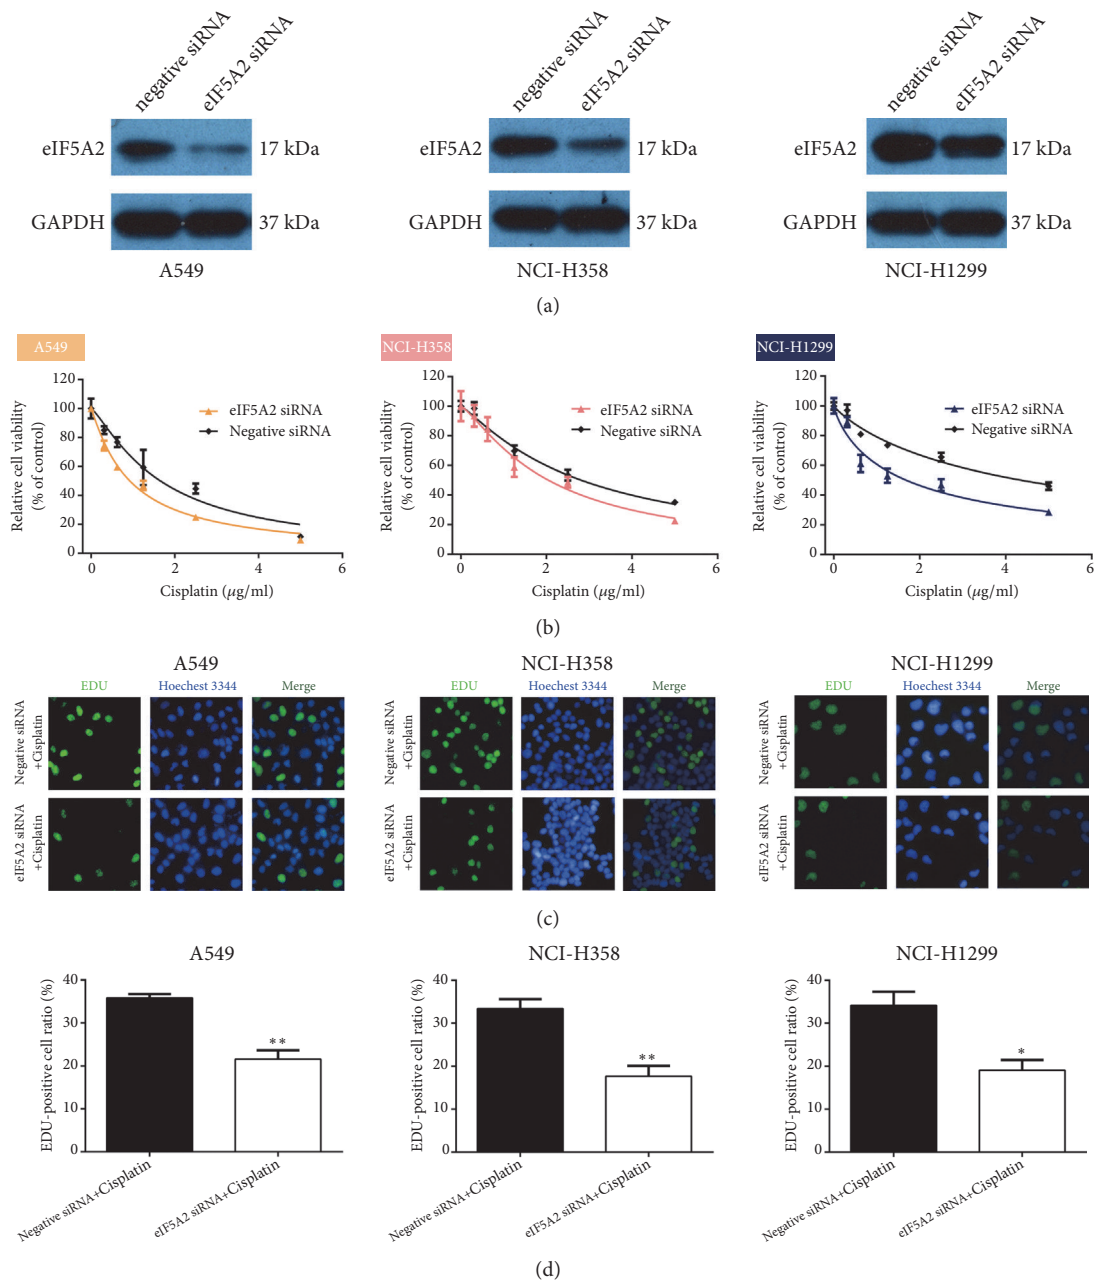 negative siRNA
eIF5A2 siRNA
negative siRNA
eIF5A2 siRNA
negative siRNA
eIF5A2 siRNA
eIF5A2 17 kDa
eIF5A2 17 kDa
eIF5A2 17 kDa
GAPDH 37 kDa
GAPDH 37 kDa
GAPDH 37 kDa
A549
NCI-H358
NCI-H1299
(a)
A549
Relative cell viability
(% of control)
120
100
80
60
40
20
0
eIF5A2 siRNA
Negative siRNA
0 2 4 6
Cisplatin (μg/ml)
NCI-H358
Relative cell viability
(% of control)
120
100
80
60
40
20
0
eIF5A2 siRNA
Negative siRNA
0 2 4 6
Cisplatin (μg/ml)
NCI-H1299
Relative cell viability
(% of control)
120
100
80
60
40
20
0
eIF5A2 siRNA
Negative siRNA
0 2 4 6
Cisplatin (μg/ml)
(b)
A549
EDU Hoechest 3344 Merge
Negative siRNA
+Cisplatin
eIF5A2 siRNA
+Cisplatin
NCI-H358
EDU Hoechest 3344 Merge
Negative siRNA
+Cisplatin
eIF5A2 siRNA
+Cisplatin
NCI-H1299
EDU Hoechest 3344 Merge
Negative siRNA
+Cisplatin
eIF5A2 siRNA
+Cisplatin
(c)
A549
EDU-positive cell ratio (%)
40
30
20
10
0
**
Negative siRNA+Cisplatin
eIF5A2 siRNA+Cisplatin
NCI-H358
EDU-positive cell ratio (%)
40
30
20
10
0
**
Negative siRNA+Cisplatin
eIF5A2 siRNA+Cisplatin
NCI-H1299
EDU-positive cell ratio (%)
40
30
20
10
0
*
Negative siRNA+Cisplatin
eIF5A2 siRNA+Cisplatin
(d)